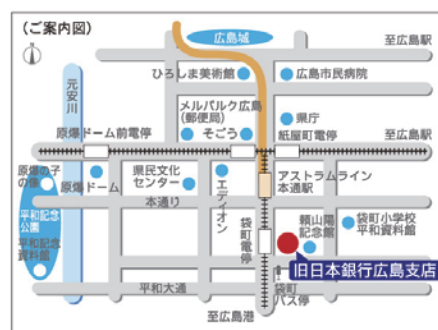 (ご案内図)
広島城
至広島駅
ひろしま美術館
広島市民病院
元安川
メルパルク広島
(郵便局)
そごう
県庁
紙屋町電停
至広島駅
原爆ドーム前電停
原爆の子
の像
原爆ドーム
県民文化
センター
エディオン
アストラムライン
本通駅
本通り
平和記念
公園
袋町電停
頼山陽
記念館
袋町小学校
平和資料館
平和記念
資料館
旧日本銀行広島支店
平和大通
袋町
バス停
至広島港